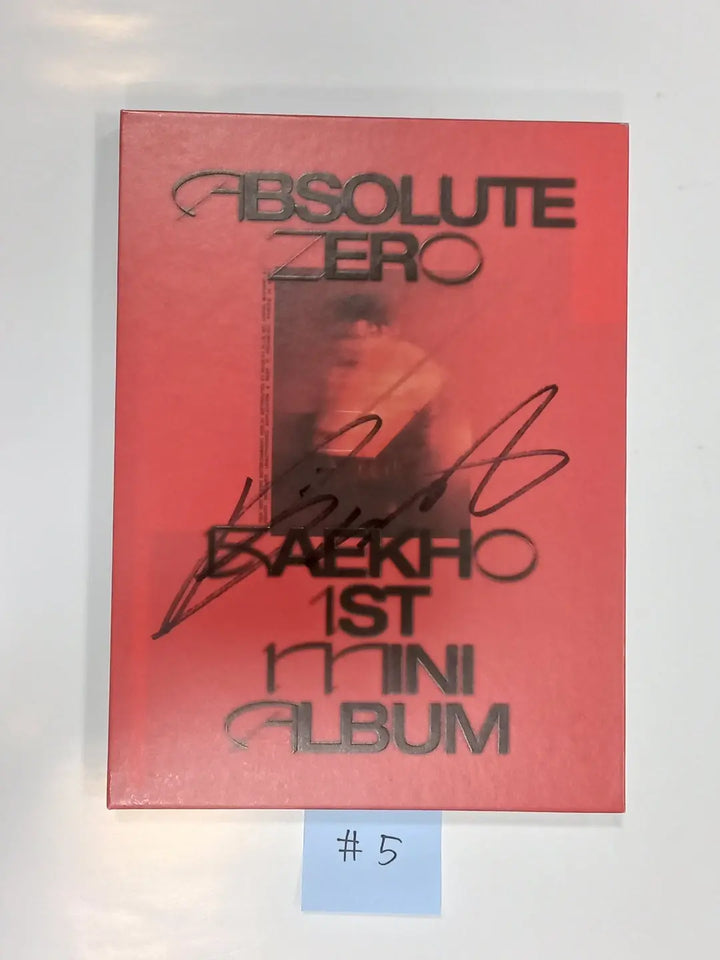 ABSOLUTE
ZERO
BAEKHO
1ST
MINI
ALBUM
#5